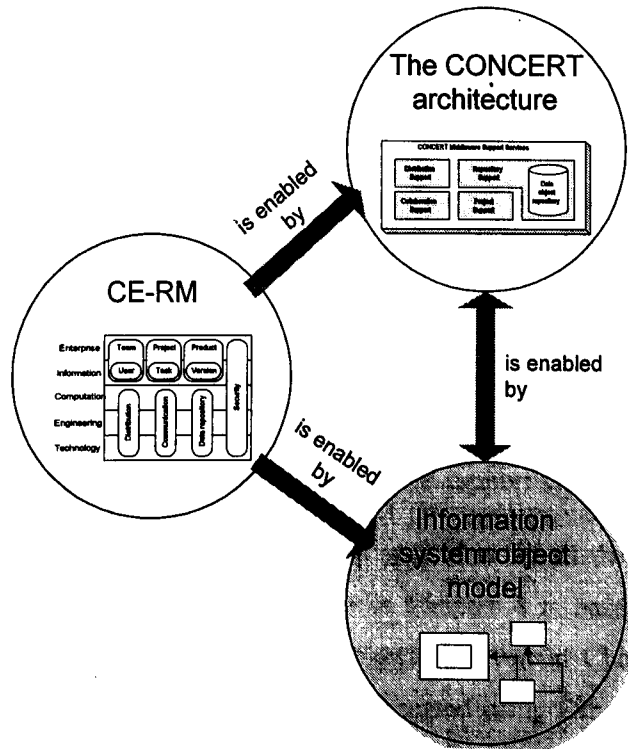 The CONCERT
architecture
CONCERT Middleware Support Services
Distribution
Support
Repository
Support
Data
object
repository
Collaboration
Support
Project
Support
is enabled
by
CE-RM
Enterprise
Team
Project
Product
Information
User
Task
Version
Computation
Engineering
Technology
Distribution
Communication
Data repository
Security
is enabled
by
is enabled
by
Information
system object
model